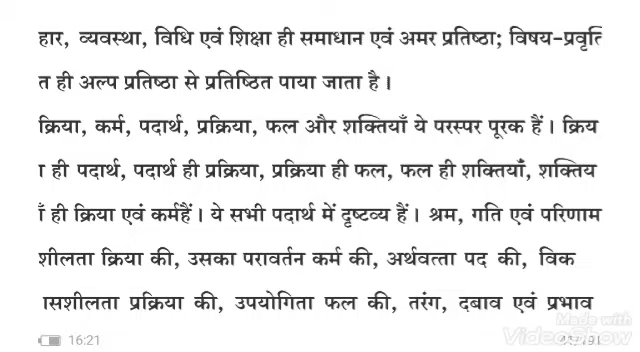 हार, व्यवस्था, विधि एवं शिक्षा ही समाधान एवं अमर प्रतिष्ठा; विषय-प्रवृत्ति
त ही अल्प प्रतिष्ठा से प्रतिष्ठित पाया जाता है।
क्रिया, कर्म, पदार्थ, प्रक्रिया, फल और शक्तियाँ ये परस्पर पूरक हैं। क्रिय
ा ही पदार्थ, पदार्थ ही प्रक्रिया, प्रक्रिया ही फल, फल ही शक्तियाँ, शक्तिय
ाँ ही क्रिया एवं कर्महैं। ये सभी पदार्थ में दृष्टव्य हैं। श्रम, गति एवं परिणाम
शीलता क्रिया की, उसका परावर्तन कर्म की, अर्थवत्ता पद की, विक
ासशीलता प्रक्रिया की, उपयोगिता फल की, तरंग, दबाव एवं प्रभाव
16:21
Made with
VideoShow